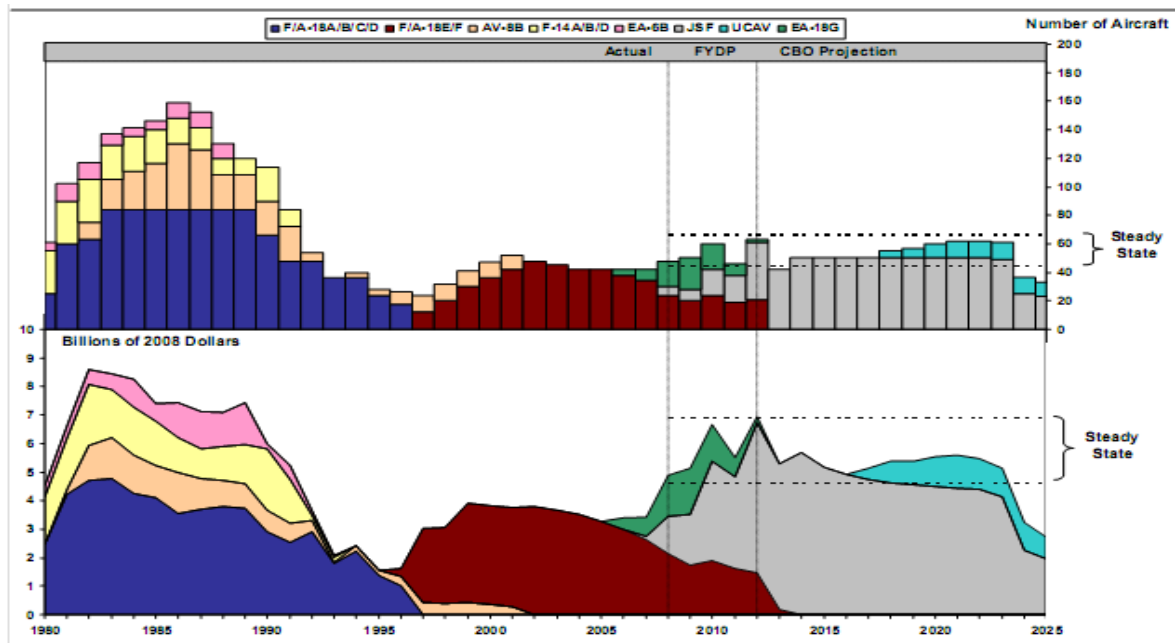 Number of Aircraft
F/A-18A/B/C/D F/A-18E/F AV-8B F-14A/B/D EA-6B JSF UCAV EA-18G
Actual FYDP CBO Projection
200
180
160
140
120
100
80
60
40
20
0
Steady
State
Billions of 2008 Dollars
10
9
8
7
6
5
4
3
2
1
0
Steady
State
1980 1985 1990 1995 2000 2005 2010 2015 2020 2025